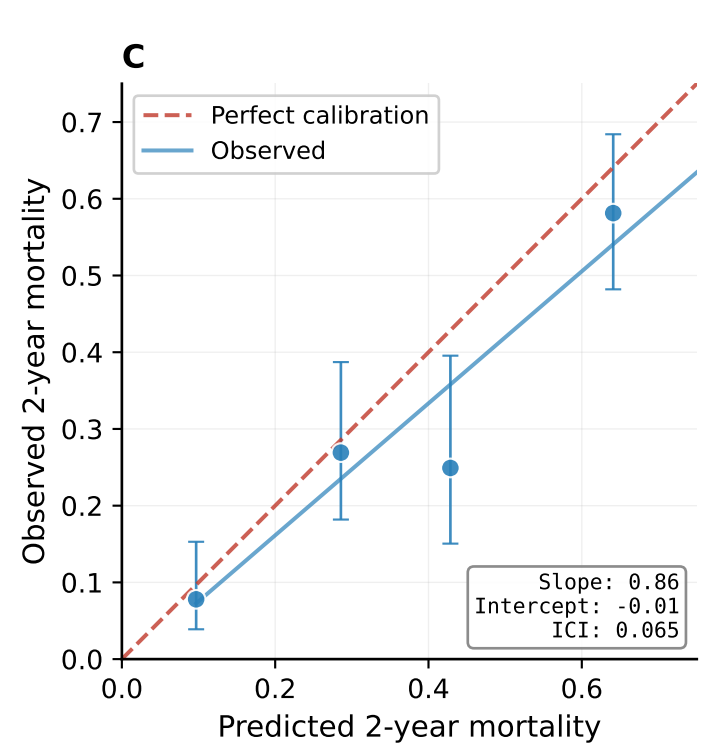 C
Perfect calibration
Observed
0.7
0.6
0.5
0.4
0.3
0.2
0.1
0.0
Observed 2-year mortality
Slope: 0.86
Intercept: -0.01
ICI: 0.065
0.0 0.2 0.4 0.6
Predicted 2-year mortality